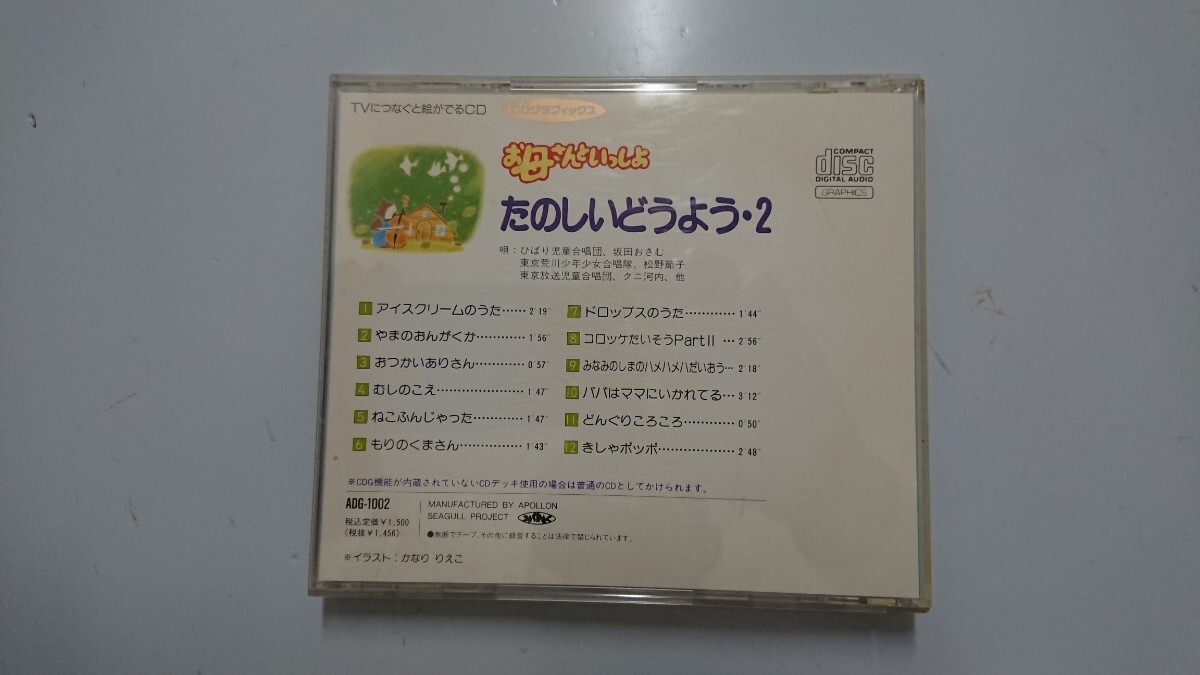 TVにつなぐと絵がでるCD
CDグラフィックス
お母さんといっしょ
COMPACT
disc
DIGITAL AUDIO
GRAPHICS
たのしいどうよう・2
唄:ひばり児童合唱団、坂田おさむ
東京荒川少年少女合唱隊、松野節子
東京放送児童合唱団、クニ河内、他
1 アイスクリームのうた…… 2'19"
2 やまのおんがくか………… 1'56"
3 おつかいありさん………… 0'57"
4 むしのこえ………………… 1'47"
5 ねこふんじゃった………… 1'47"
6 もりのくまさん…………… 1'43"
7 ドロップスのうた………… 1'44"
8 コロッケたいそうPartII … 2'56"
9 みなみのしまのハメハメハだいおう… 2'18"
10 パパはママにいかれてる… 3'12"
11 どんぐりころころ………… 0'50"
12 きしゃポッポ……………… 2'48"
※CDG機能が内蔵されていないCDデッキ使用の場合は普通のCDとしてかけられます。
ADG-1002
税込定価¥1,500
(税抜¥1,456)
MANUFACTURED BY APOLLON
SEAGULL PROJECT
●無断でテープ、その他に録音することは法律で禁じられています。
※イラスト:かなり りえこ